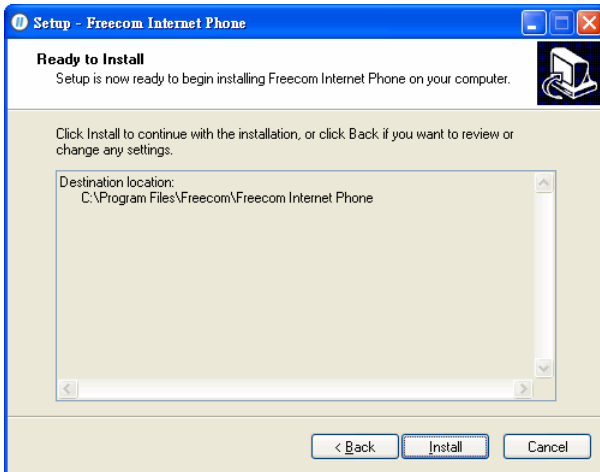 Setup - Freecom Internet Phone
Ready to Install
Setup is now ready to begin installing Freecom Internet Phone on your computer.
Click Install to continue with the installation, or click Back if you want to review or
change any settings.
Destination location:
C:\Program Files\Freecom\Freecom Internet Phone
< Back
Install
Cancel